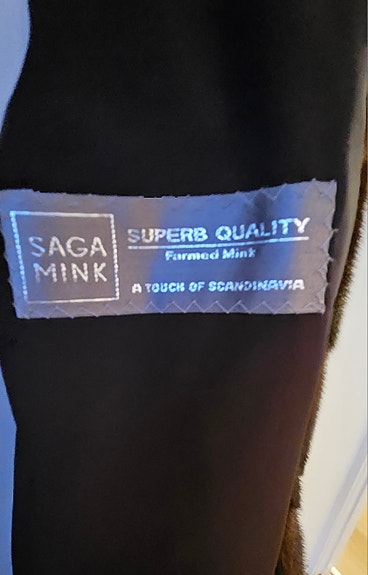 SAGA
MINK
SUPERB QUALITY
Farmed Mink
A TOUCH OF SCANDINAVIA